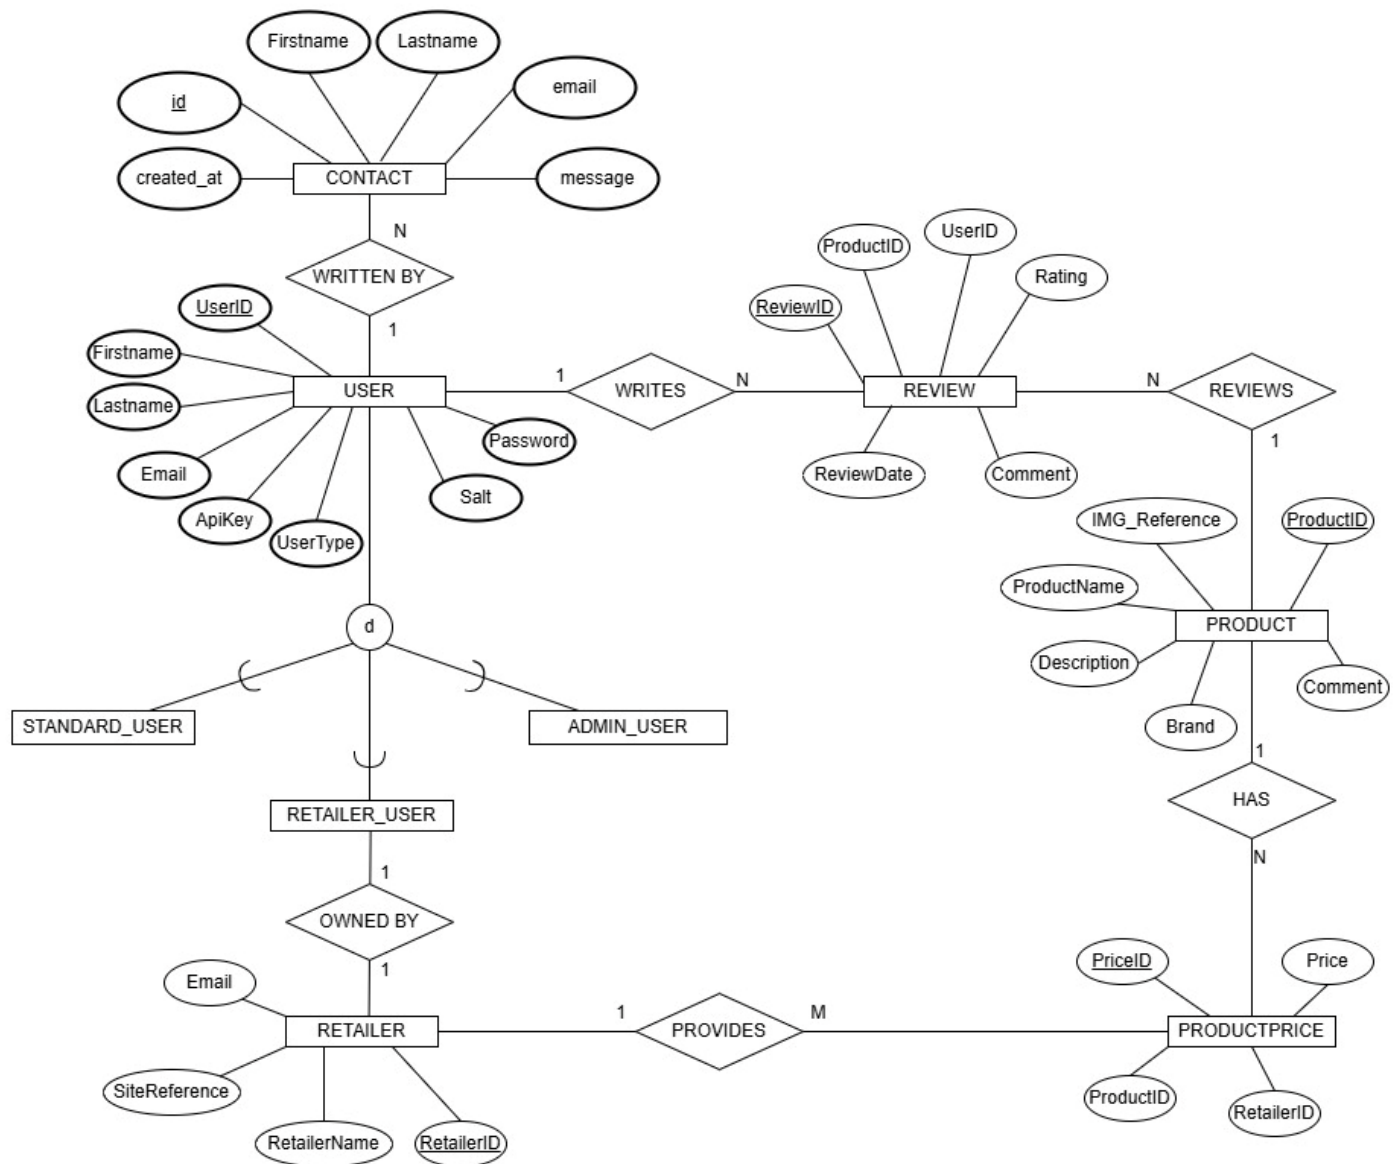 Firstname
Lastname
id
email
created_at
CONTACT
message
N
WRITTEN BY
1
UserID
Firstname
Lastname
USER
Email
ApiKey
UserType
Salt
Password
1
WRITES
N
ProductID
UserID
Rating
ReviewID
REVIEW
ReviewDate
Comment
N
REVIEWS
1
IMG_Reference
ProductID
ProductName
PRODUCT
Description
Comment
Brand
d
STANDARD_USER
ADMIN_USER
RETAILER_USER
1
HAS
N
1
OWNED BY
1
Email
RETAILER
SiteReference
RetailerName
RetailerID
1
PROVIDES
M
PriceID
Price
PRODUCTPRICE
ProductID
RetailerID